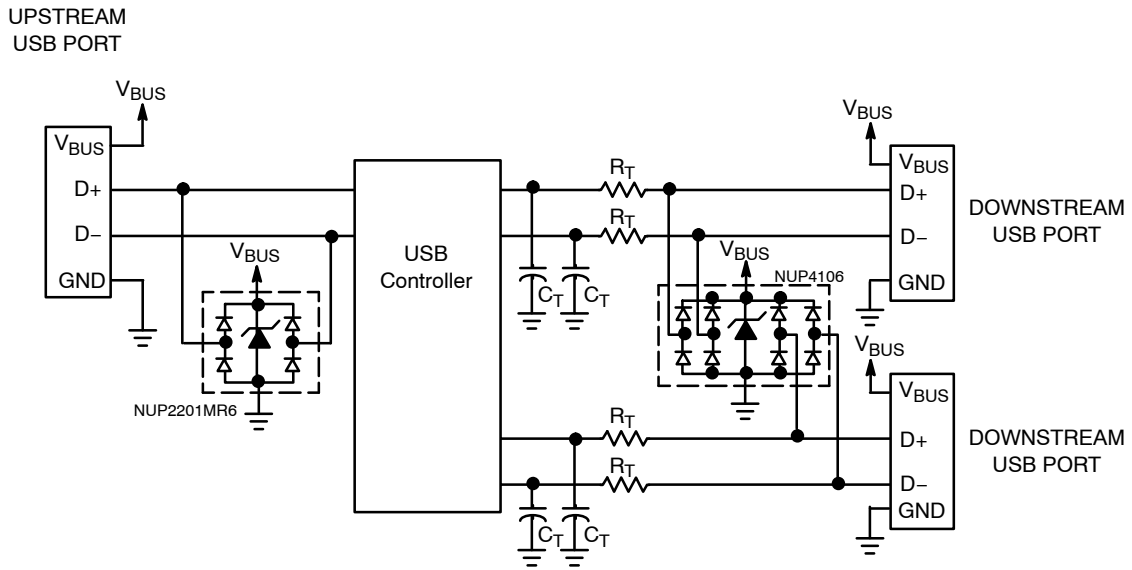 UPSTREAM
USB PORT
VBUS
VBUS
D+
D−
GND
VBUS
NUP2201MR6
USB
Controller
RT
RT
CT
CT
VBUS
NUP4106
VBUS
VBUS
D+
D−
GND
DOWNSTREAM
USB PORT
RT
RT
CT
CT
VBUS
VBUS
D+
D−
GND
DOWNSTREAM
USB PORT